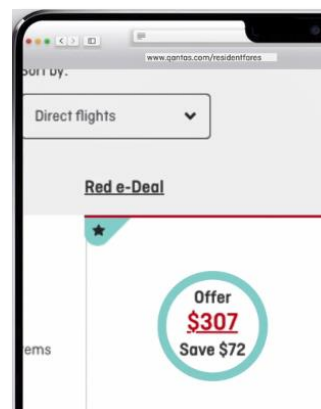 www.qantas.com/residentfares
Sort by:
Direct flights
Red e-Deal
Offer
$307
Save $72
ems